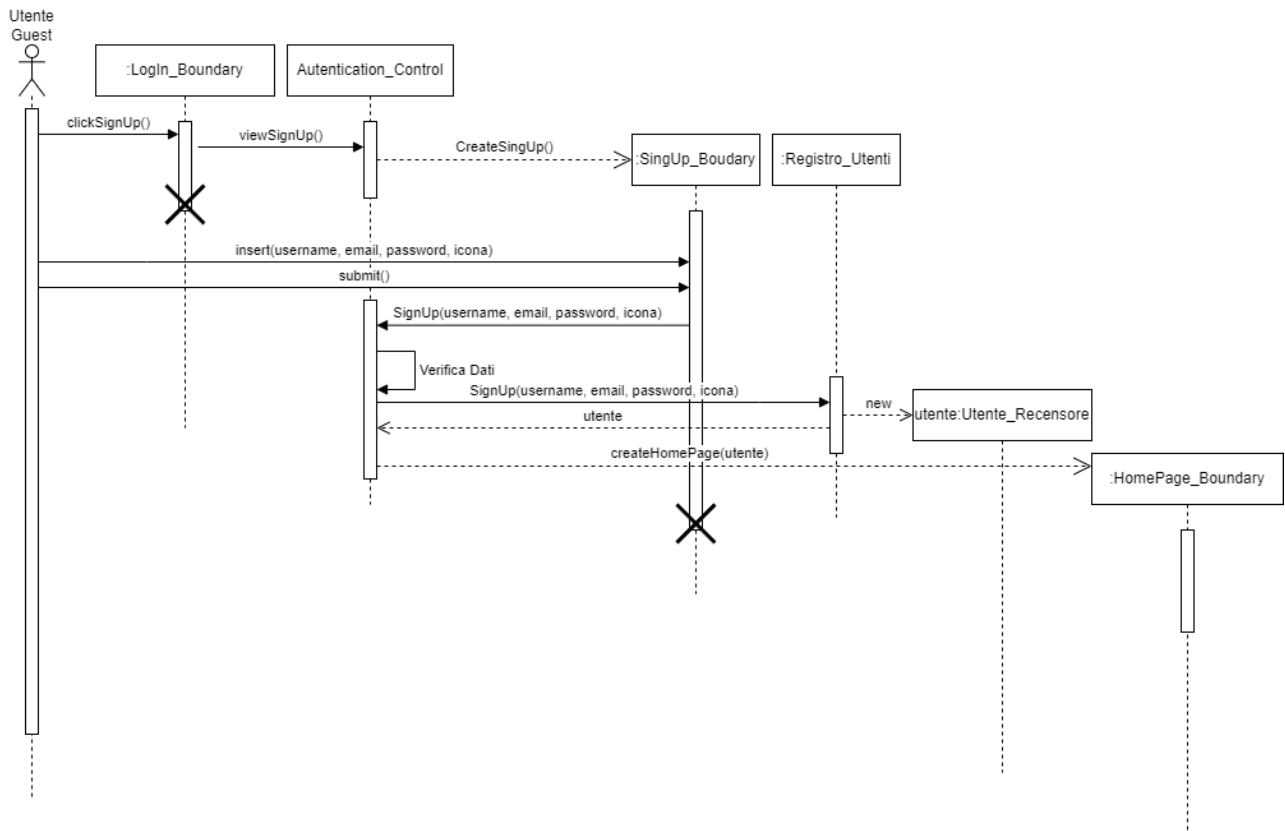 Utente
Guest
:LogIn_Boundary
Autentication_Control
clickSignUp()
viewSignUp()
CreateSingUp()
:SingUp_Boudary
:Registro_Utenti
insert(username, email, password, icona)
submit()
SignUp(username, email, password, icona)
Verifica Dati
SignUp(username, email, password, icona)
new
utente:Utente_Recensore
utente
createHomePage(utente)
:HomePage_Boundary